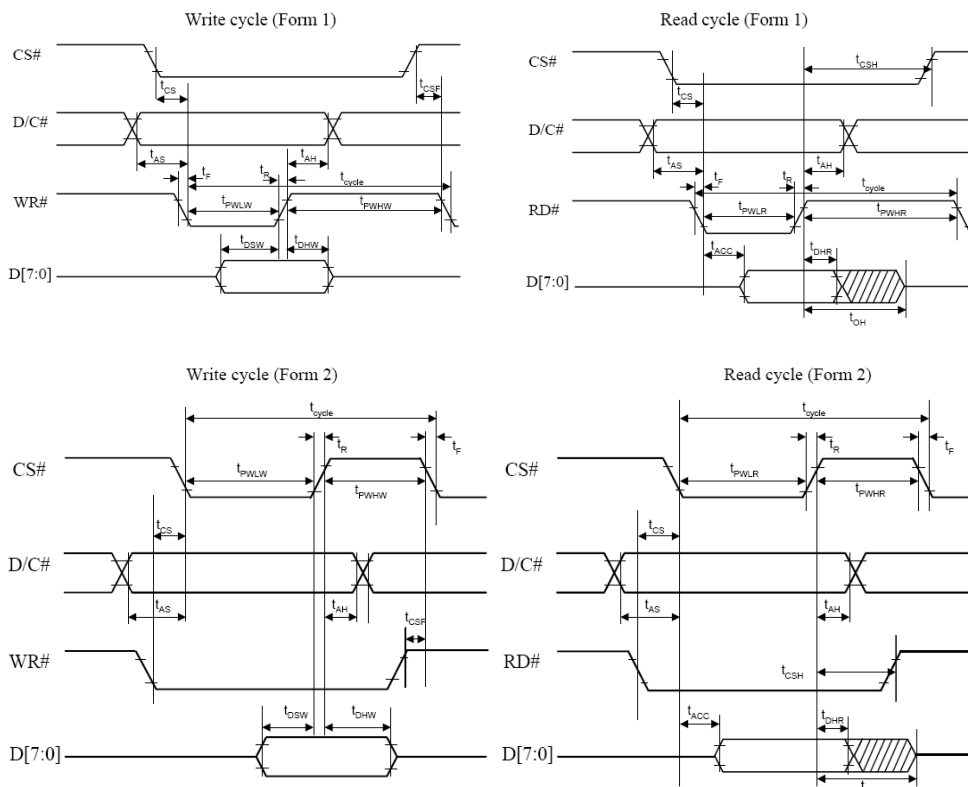 Write cycle (Form 1)
CS#
tCS
tCSF
D/C#
tAS
tAH
tF
tR
tcycle
WR#
tPWLW
tPWHW
tDSW
tDHW
D[7:0]
Read cycle (Form 1)
CS#
tCSH
tCS
D/C#
tAS
tAH
tF
tR
tcycle
RD#
tPWLR
tPWHR
tACC
tDHR
D[7:0]
tOH
Write cycle (Form 2)
tcycle
tR
tF
CS#
tPWLW
tPWHW
tCS
D/C#
tAS
tAH
tCSF
WR#
tDSW
tDHW
D[7:0]
Read cycle (Form 2)
tcycle
tR
tF
CS#
tPWLR
tPWHR
tCS
D/C#
tAS
tAH
RD#
tCSH
tACC
tDHR
D[7:0]